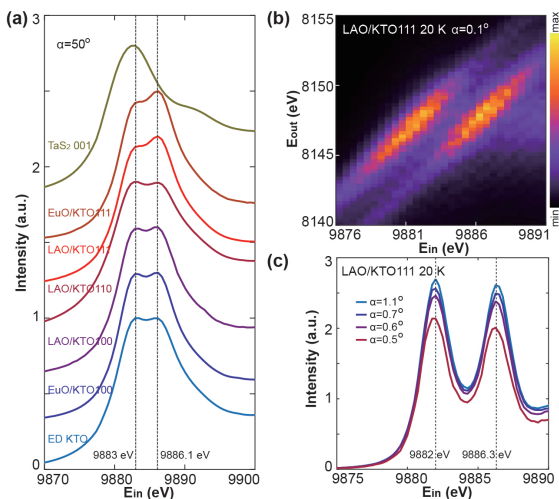 (a)
α=50°
TaS₂ 001
EuO/KTO111
LAO/KTO111
LAO/KTO110
LAO/KTO100
EuO/KTO100
ED KTO
9883 eV
9886.1 eV
Intensity (a.u.)
3
2
1
0
9870
9880
9890
9900
Ein (eV)
(b)
LAO/KTO111 20 K α=0.1°
Eout (eV)
8155
8150
8145
8140
9876
9881
9886
9891
Ein (eV)
max
min
(c)
LAO/KTO111 20 K
α=1.1°
α=0.7°
α=0.6°
α=0.5°
9882 eV
9886.3eV
Intensity (a.u.)
3
2
1
0
9875
9880
9885
9890
Ein (eV)